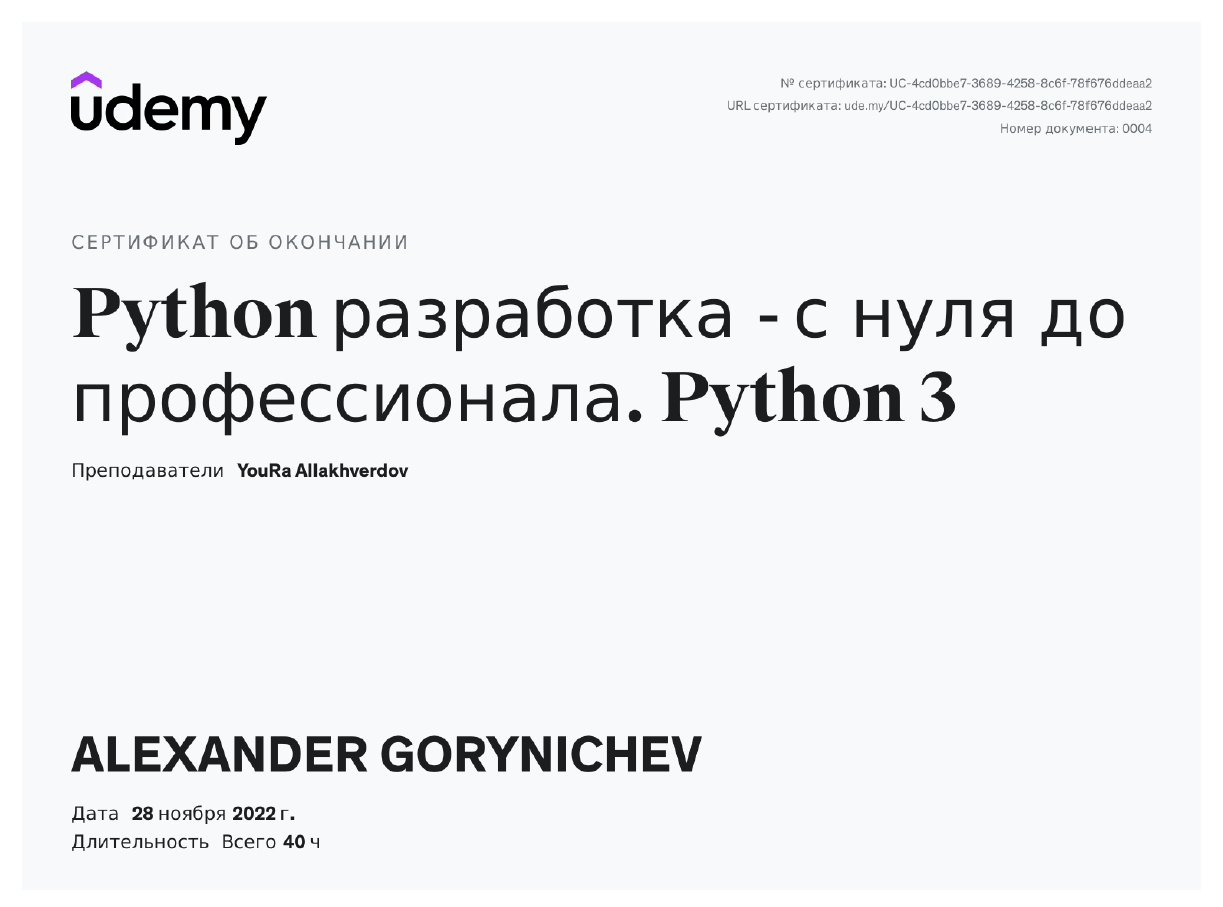 udemy
№ сертификата: UC-4cd0bbe7-3689-4258-8c6f-78f676ddeaa2
URL сертификата: ude.my/UC-4cd0bbe7-3689-4258-8c6f-78f676ddeaa2
Номер документа: 0004
СЕРТИФИКАТ ОБ ОКОНЧАНИИ
Python разработка - с нуля до
профессионала. Python 3
Преподаватели YouRa Allakhverdov
ALEXANDER GORYNICHEV
Дата 28 ноября 2022 г.
Длительность Всего 40 ч